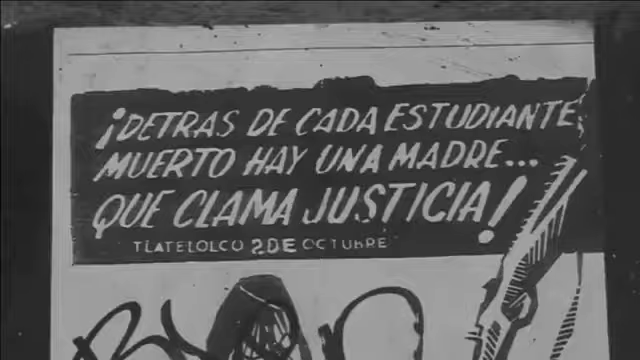 ¡DETRAS DE CADA ESTUDIANTE
MUERTO HAY UNA MADRE...
QUE CLAMA JUSTICIA!
TLATELOLCO 2 DE OCTUBRE